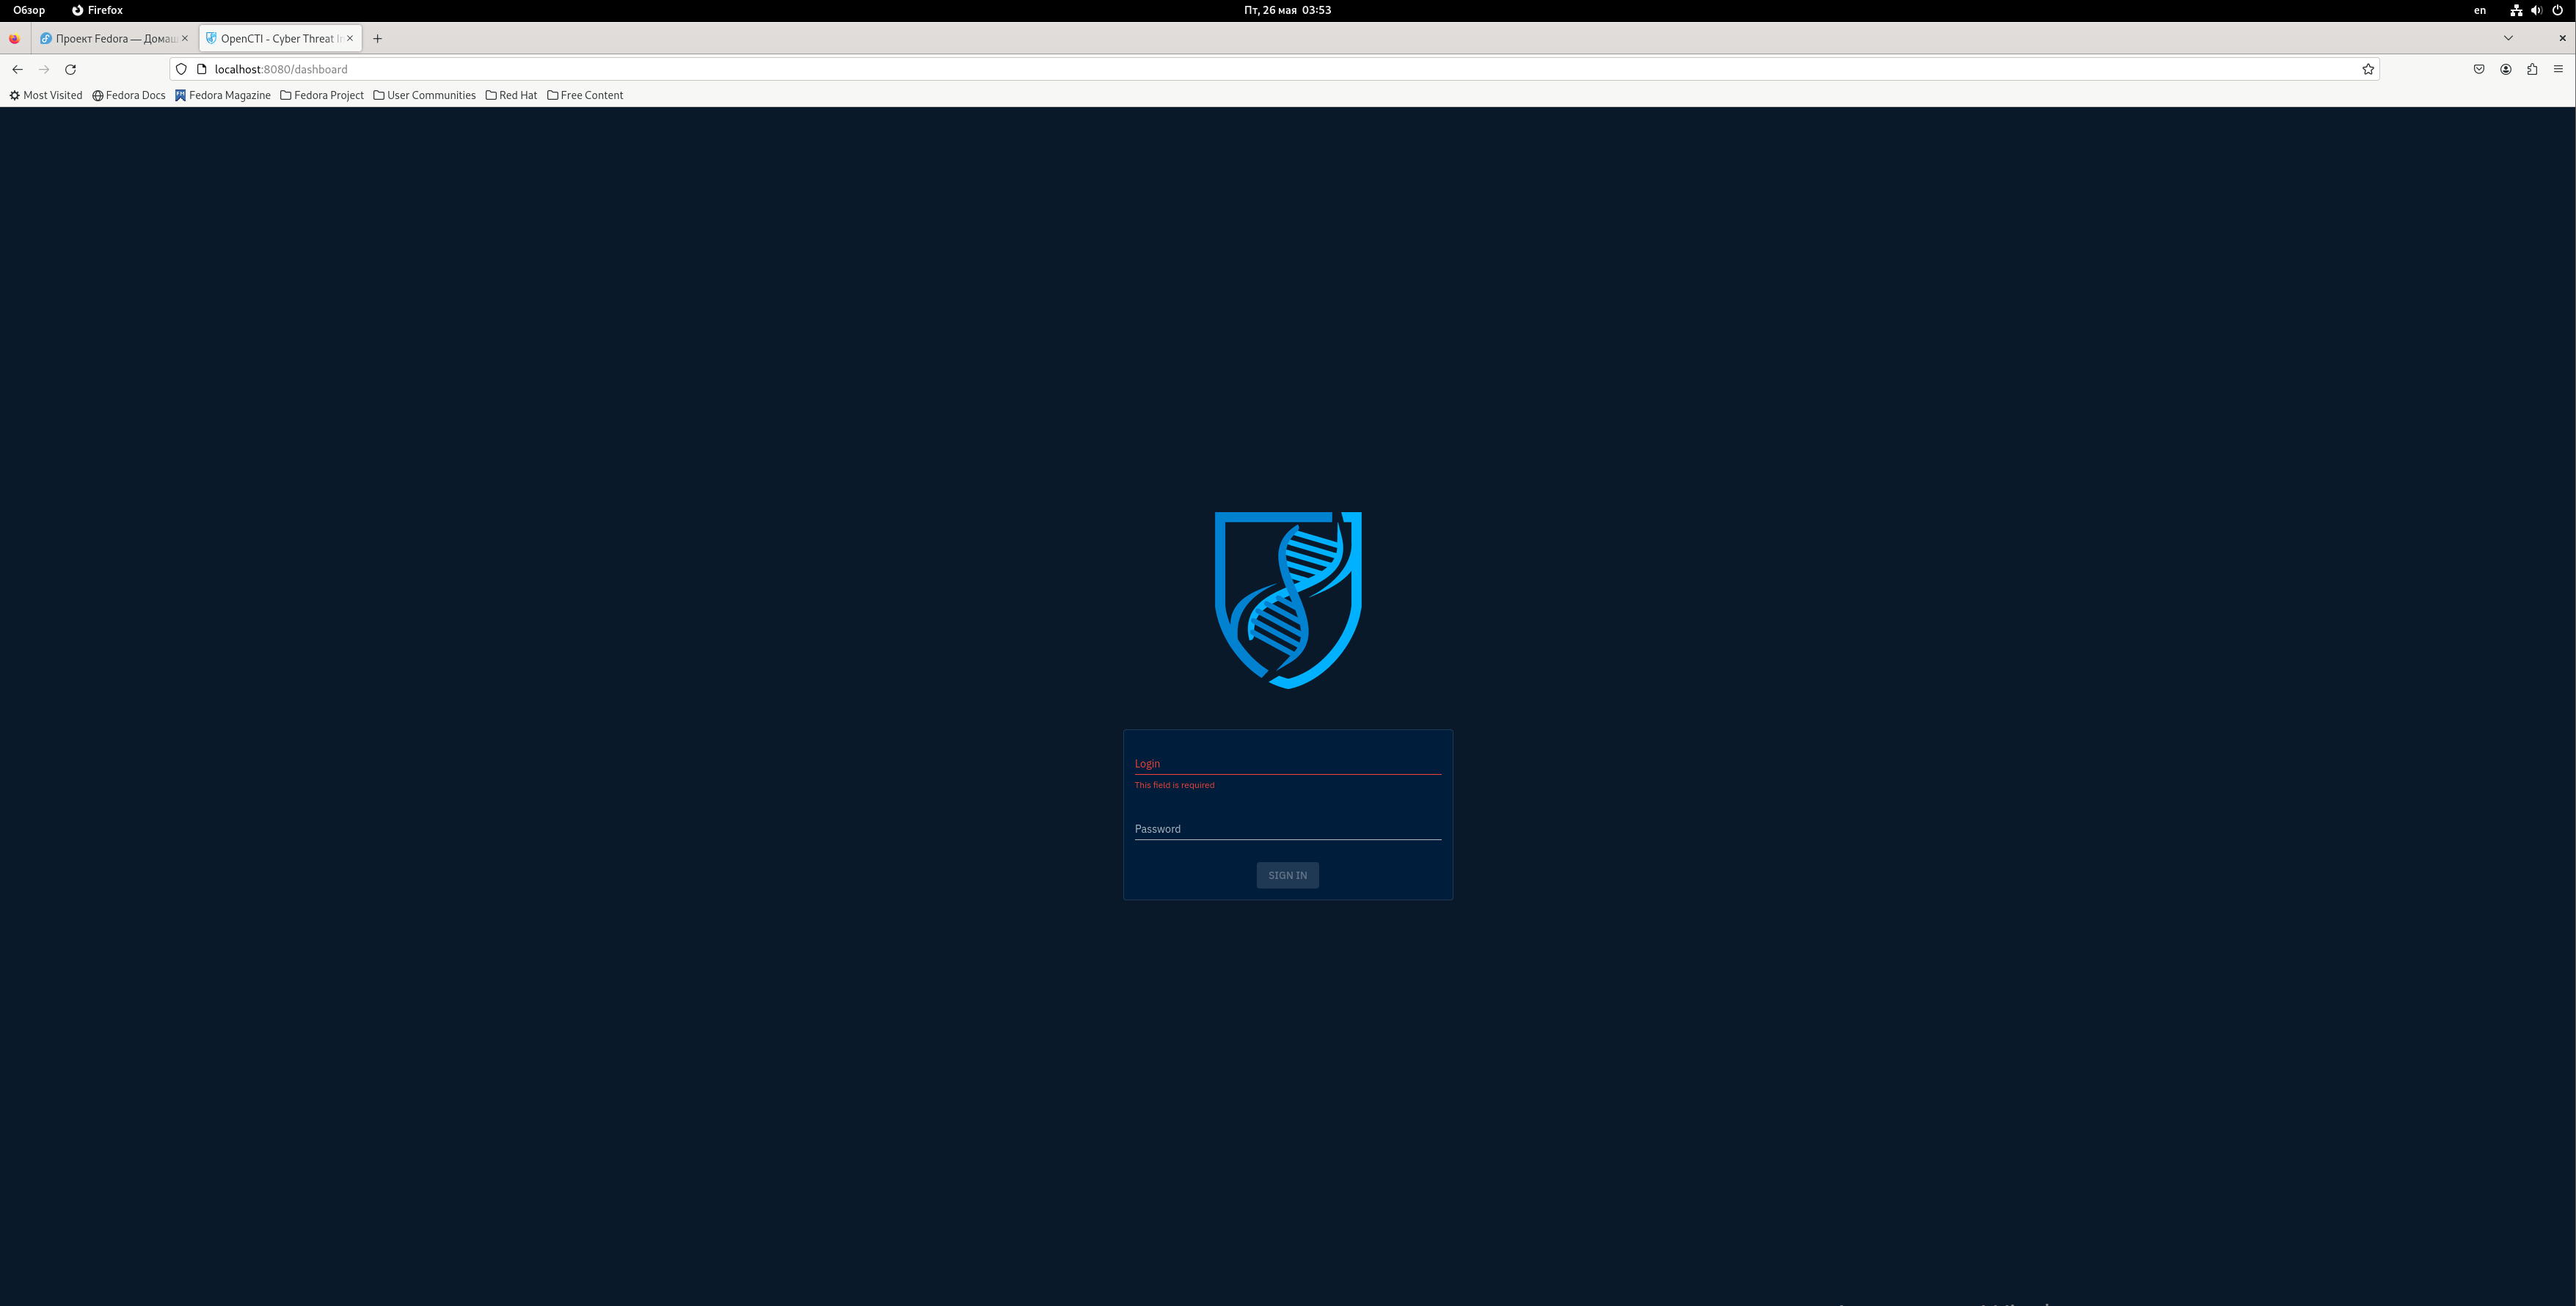 Обзор Firefox Пт, 26 мая 03:53 en
Проект Fedora — Домаш OpenCTI - Cyber Threat In
localhost:8080/dashboard
Most Visited Fedora Docs Fedora Magazine Fedora Project User Communities Red Hat Free Content
Login
This field is required
Password
SIGN IN